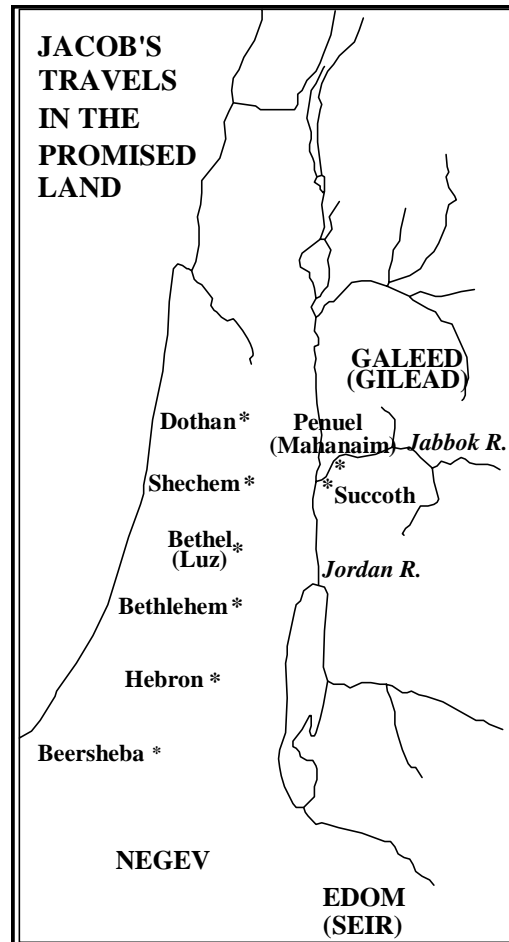 JACOB'S
TRAVELS
IN THE
PROMISED
LAND
GALEED
(GILEAD)
Dothan*
Penuel
(Mahanaim)
Jabbok R.
*
Shechem *
*
Succoth
Bethel
(Luz) *
Jordan R.
Bethlehem *
Hebron *
Beersheba *
NEGEV
EDOM
(SEIR)